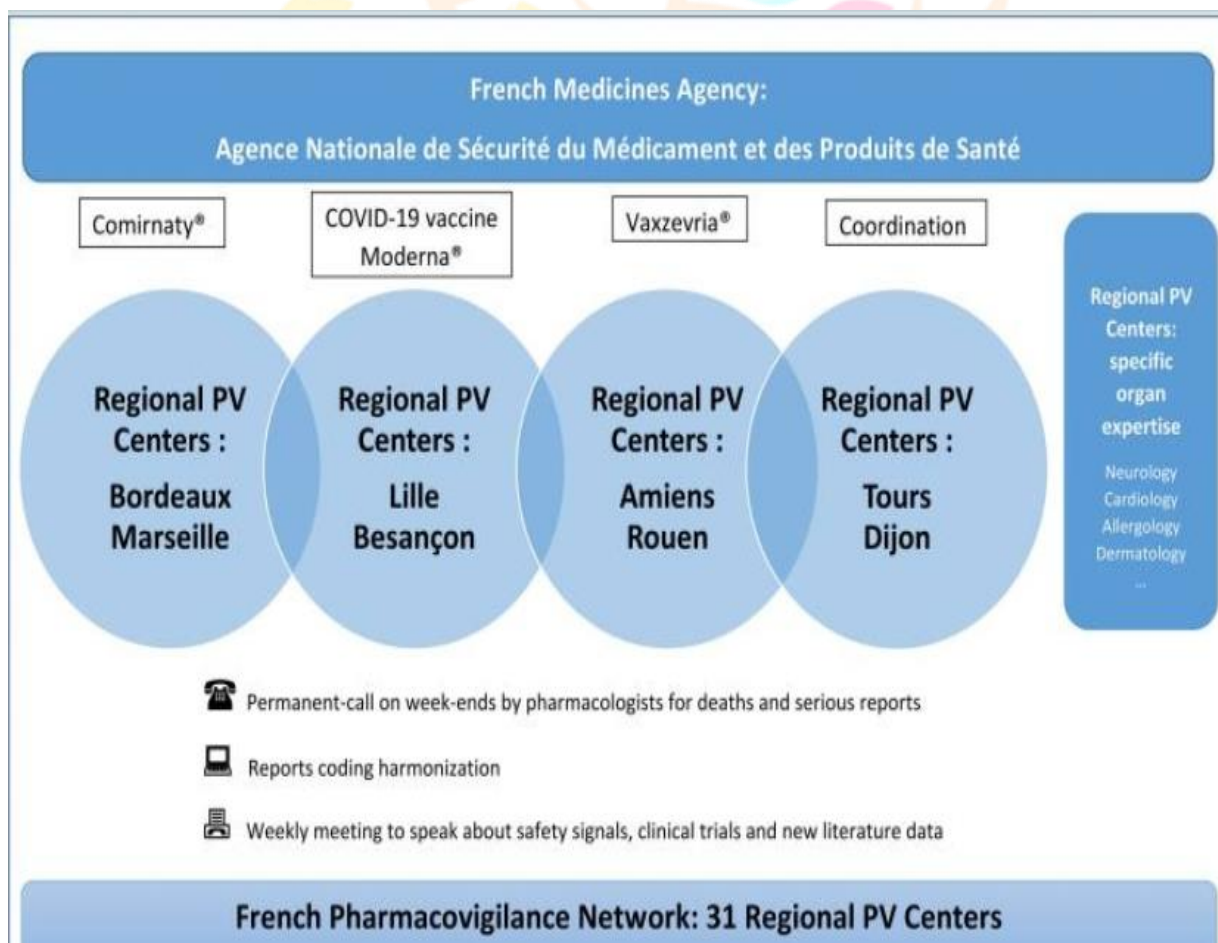 French Medicines Agency:
Agence Nationale de Sécurité du Médicament et des Produits de Santé
Comirnaty®
COVID-19 vaccine
Moderna®
Vaxzevria®
Coordination
Regional PV
Centers :
Bordeaux
Marseille
Regional PV
Centers :
Lille
Besançon
Regional PV
Centers :
Amiens
Rouen
Regional PV
Centers :
Tours
Dijon
Regional PV
Centers:
specific
organ
expertise
Neurology
Cardiology
Allergology
Dermatology
...
Permanent-call on week-ends by pharmacologists for deaths and serious reports
Reports coding harmonization
Weekly meeting to speak about safety signals, clinical trials and new literature data
French Pharmacovigilance Network: 31 Regional PV Centers